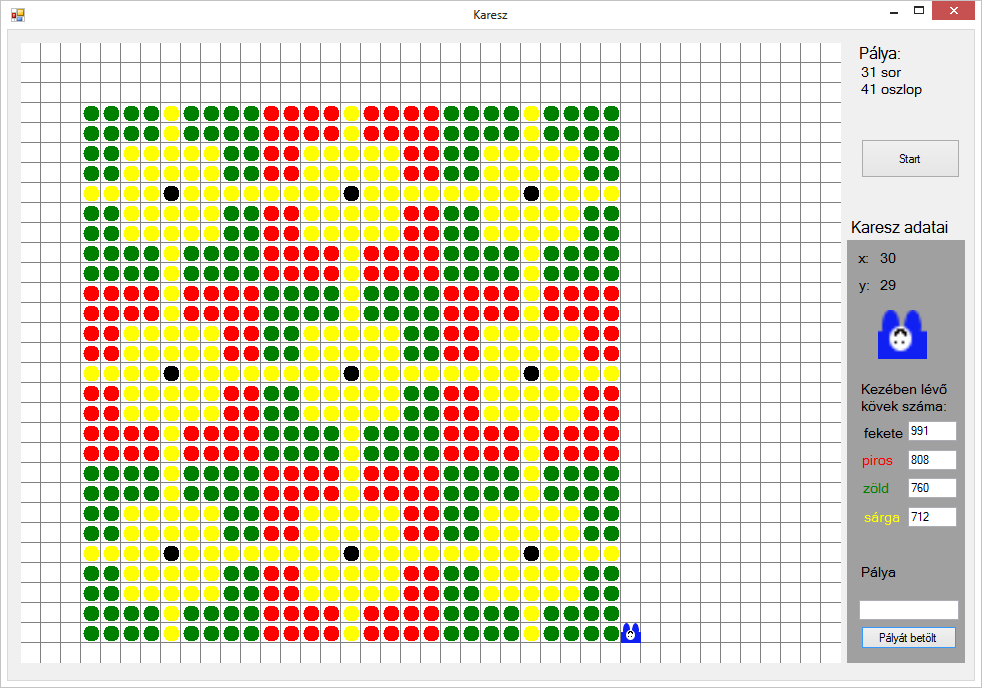 Karesz
Pálya:
31 sor
41 oszlop
Start
Karesz adatai
x: 30
y: 29
Kezében lévő
kövek száma:
fekete 991
piros 808
zöld 760
sárga 712
Pálya
Pályát betölt